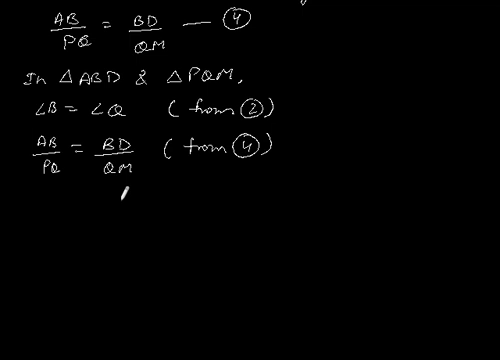 AB/PQ = BD/QM — ④
In △ABD & △PQM,
∠B = ∠Q (from ②)
AB/PQ = BD/QM (from ④)